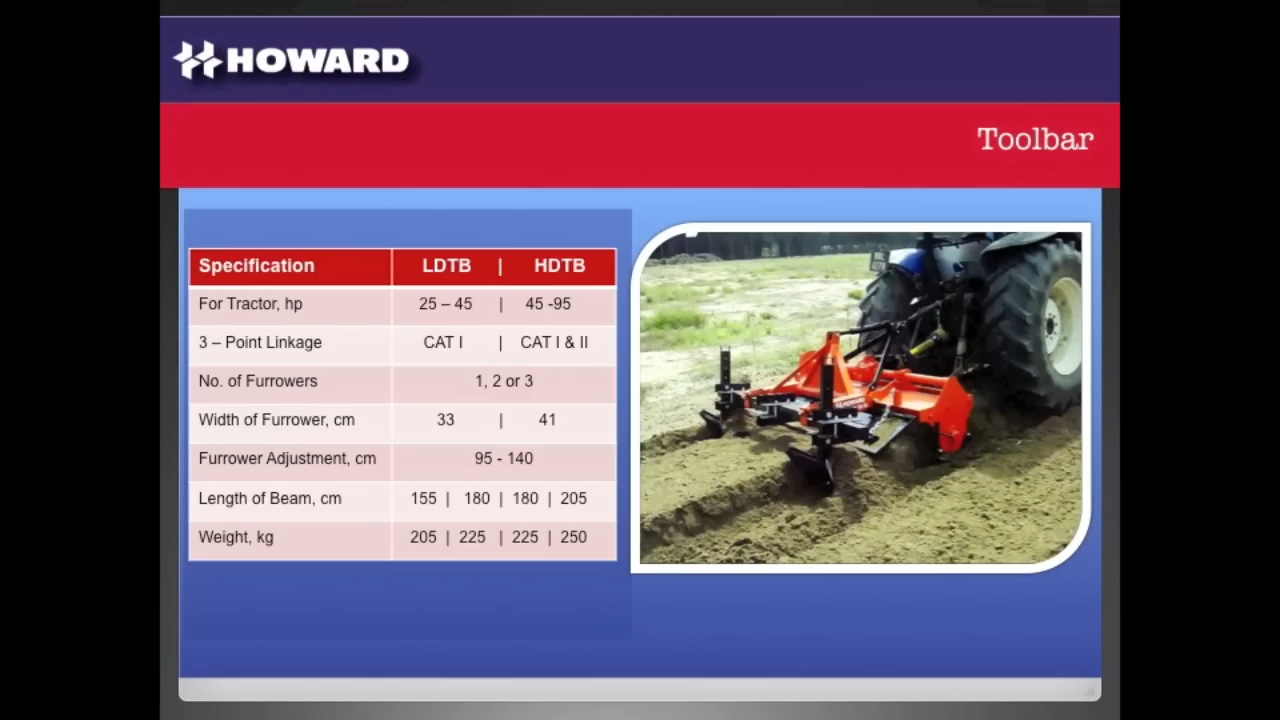 HOWARD
Toolbar
Specification LDTB | HDTB
For Tractor, hp 25 – 45 | 45 -95
3 – Point Linkage CAT I | CAT I & II
No. of Furrowers 1, 2 or 3
Width of Furrower, cm 33 | 41
Furrower Adjustment, cm 95 - 140
Length of Beam, cm 155 | 180 | 180 | 205
Weight, kg 205 | 225 | 225 | 250
HOWARD